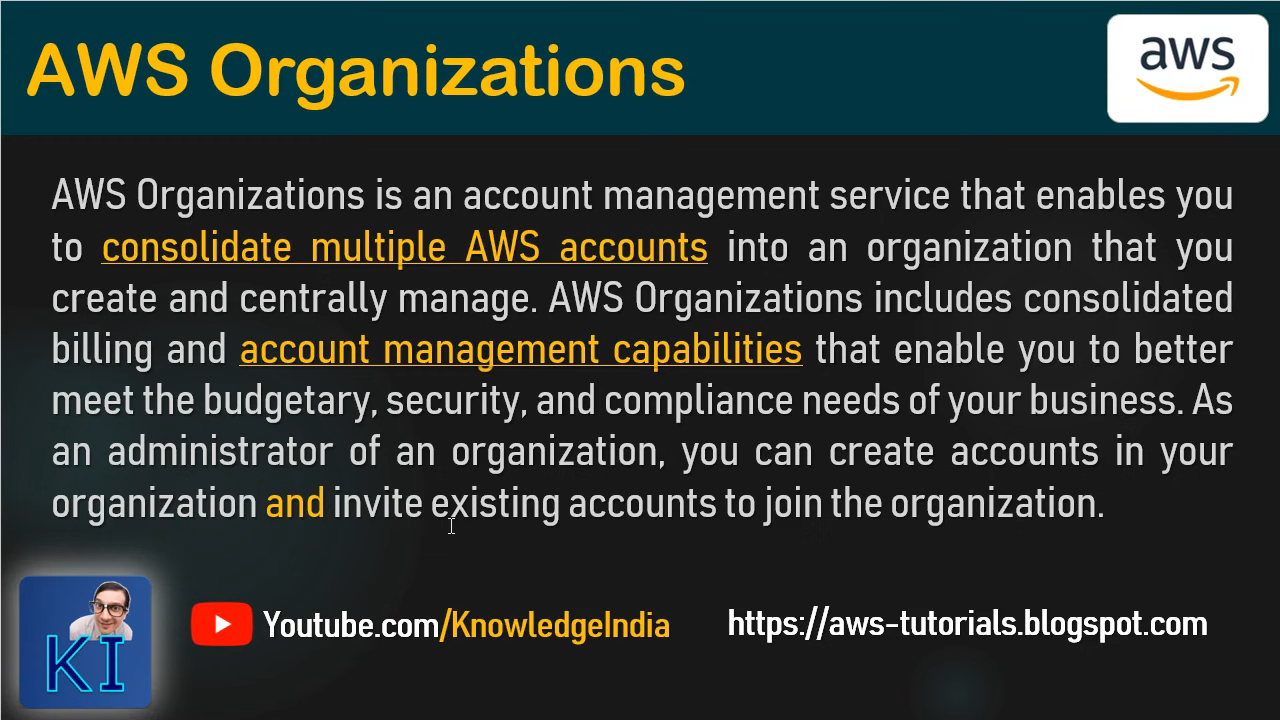 AWS Organizations
aws
AWS Organizations is an account management service that enables you
to consolidate multiple AWS accounts into an organization that you
create and centrally manage. AWS Organizations includes consolidated
billing and account management capabilities that enable you to better
meet the budgetary, security, and compliance needs of your business. As
an administrator of an organization, you can create accounts in your
organization and invite existing accounts to join the organization.
KI
Youtube.com/KnowledgeIndia
https://aws-tutorials.blogspot.com